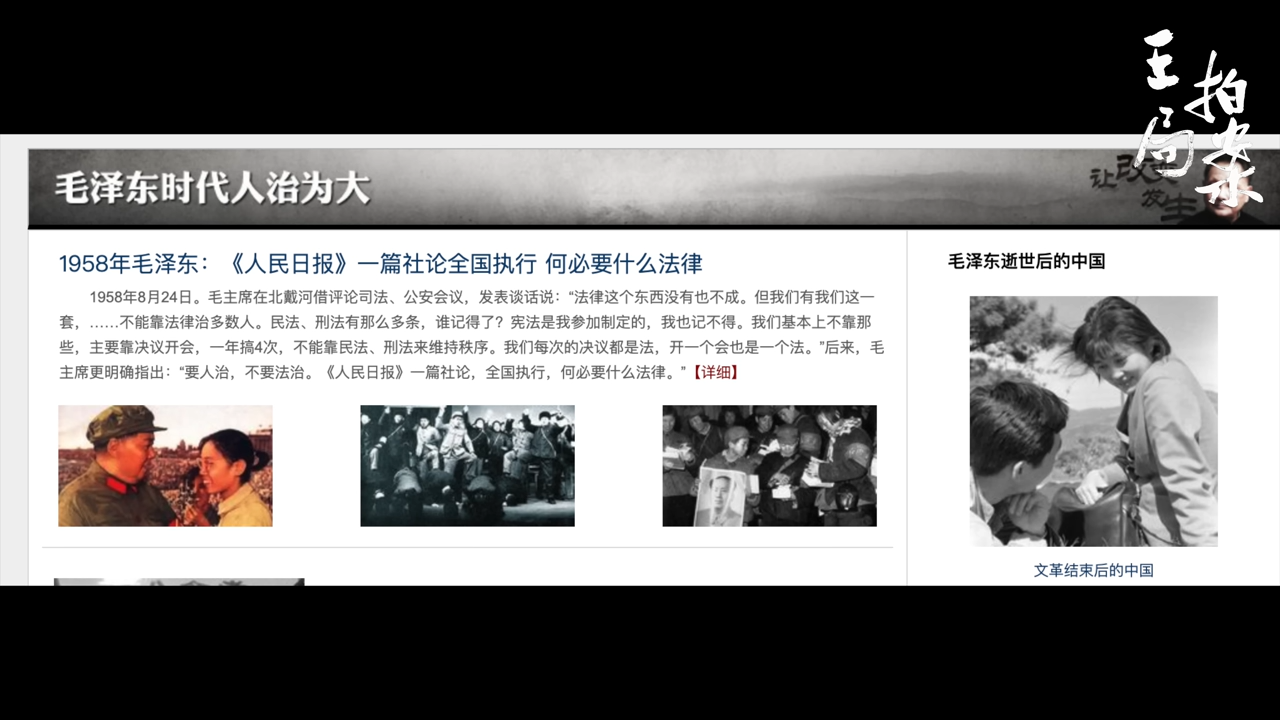 王局拍案
让改变发生
毛泽东时代人治为大
1958年毛泽东：《人民日报》一篇社论全国执行 何必要什么法律
1958年8月24日。毛主席在北戴河借评论司法、公安会议，发表谈话说：“法律这个东西没有也不成。但我们有我们这一
套，……不能靠法律治多数人。民法、刑法有那么多条，谁记得了？宪法是我参加制定的，我也记不得。我们基本上不靠那
些，主要靠决议开会，一年搞4次，不能靠民法、刑法来维持秩序。我们每次的决议都是法，开一个会也是一个法。”后来，毛
主席更明确指出：“要人治，不要法治。《人民日报》一篇社论，全国执行，何必要什么法律。”【详细】
毛泽东逝世后的中国
文革结束后的中国